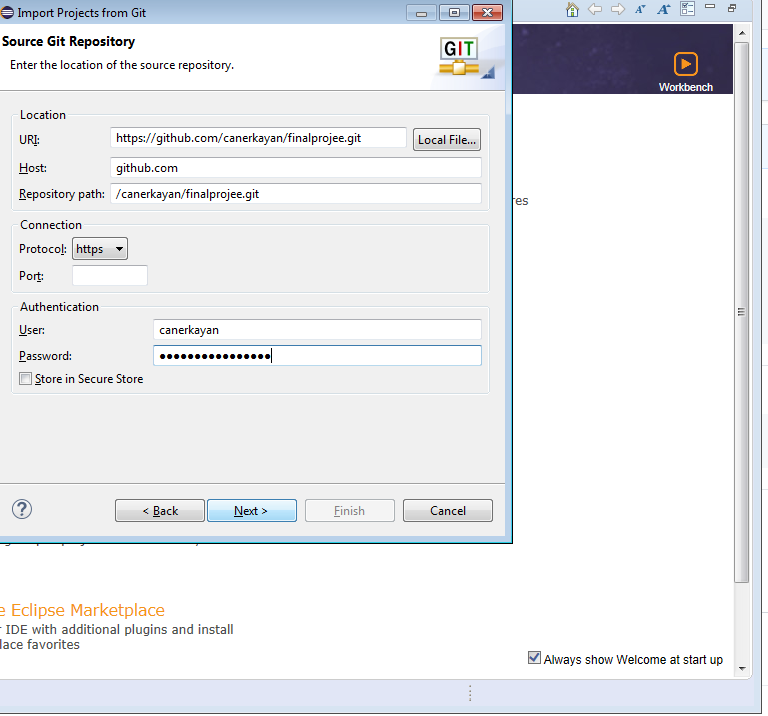 Import Projects from Git
Source Git Repository
Enter the location of the source repository.
GIT
Workbench
Location
URI: https://github.com/canerkayan/finalprojee.git Local File...
Host: github.com
Repository path: /canerkayan/finalprojee.git
Connection
Protocol: https
Port:
Authentication
User: canerkayan
Password: ●●●●●●●●●●●●●●●●
Store in Secure Store
? < Back Next > Finish Cancel
res
e Eclipse Marketplace
r IDE with additional plugins and install
lace favorites
Always show Welcome at start up